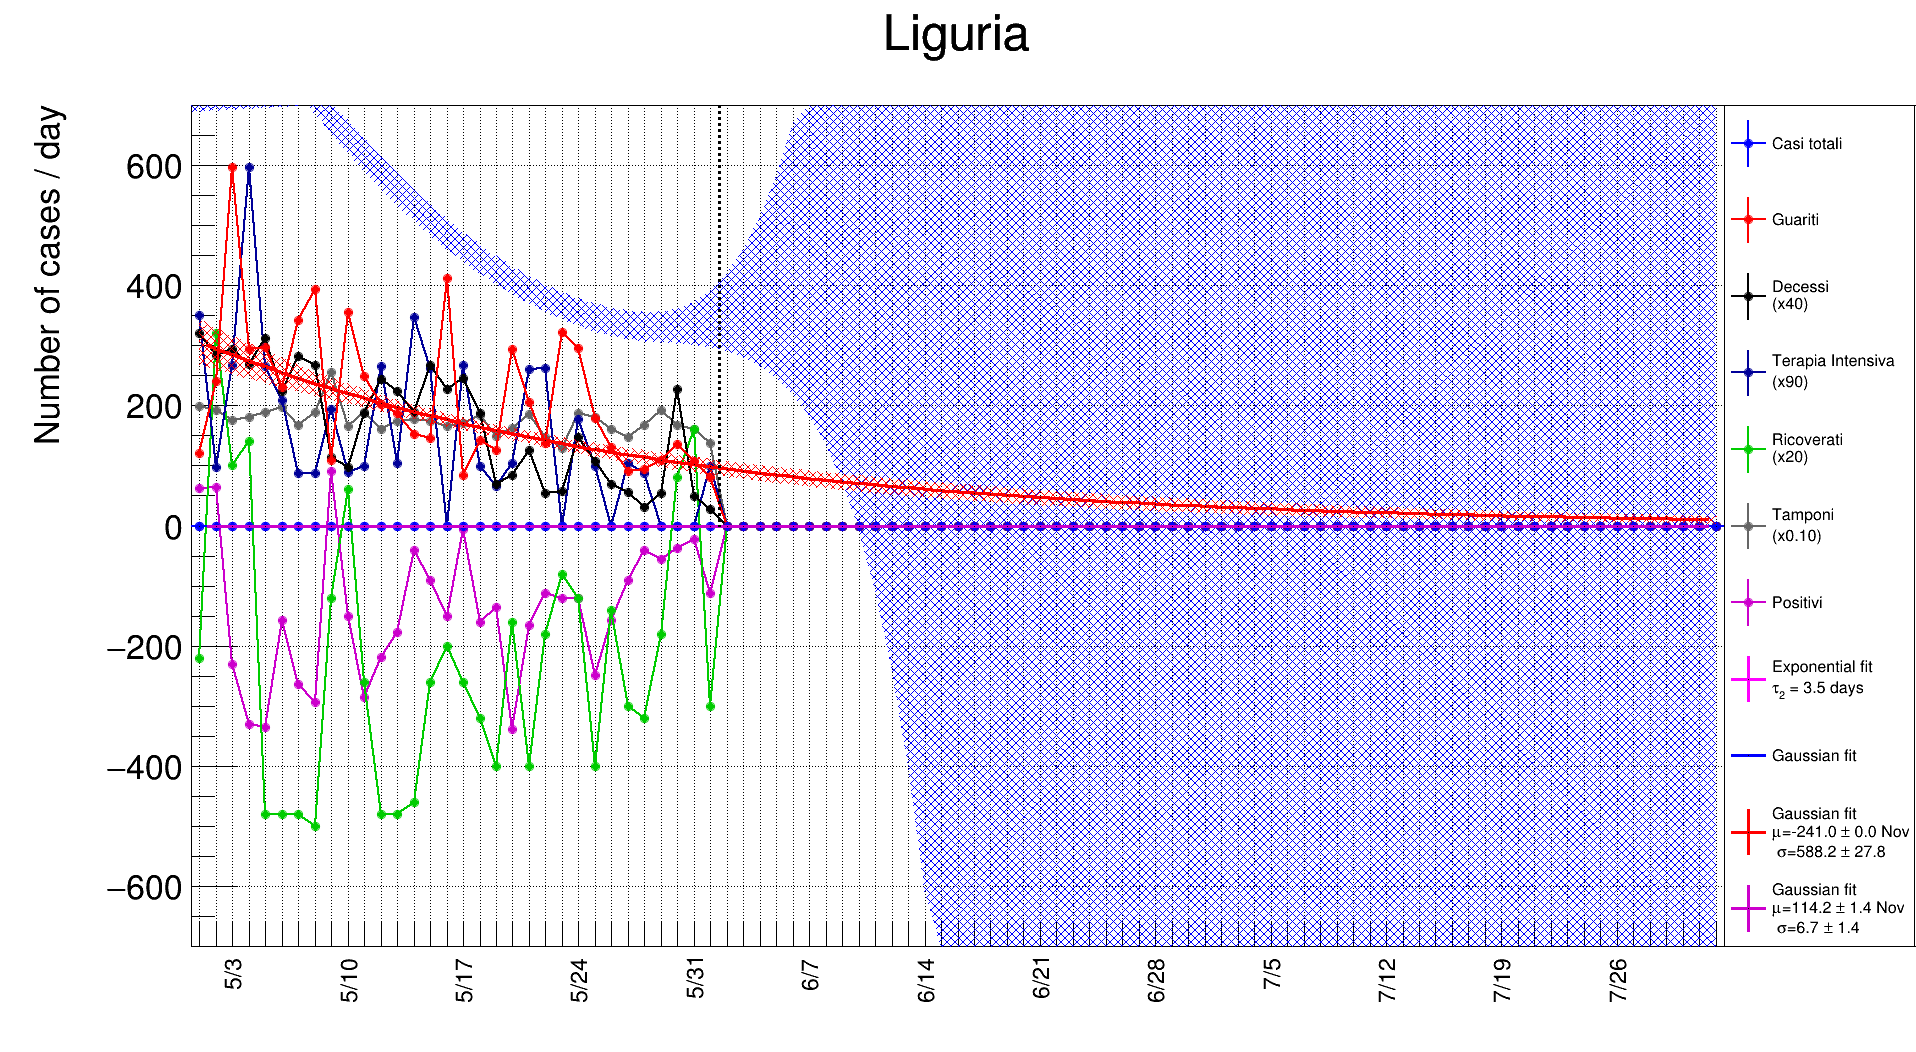 Liguria
Number of cases / day
600
400
200
0
−200
−400
−600
5/3
5/10
5/17
5/24
5/31
6/7
6/14
6/21
6/28
7/5
7/12
7/19
7/26
Casi totali
Guariti
Decessi
(x40)
Terapia Intensiva
(x90)
Ricoverati
(x20)
Tamponi
(x0.10)
Positivi
Exponential fit
τ₂ = 3.5 days
Gaussian fit
Gaussian fit
μ=-241.0 ± 0.0 Nov
σ=588.2 ± 27.8
Gaussian fit
μ=114.2 ± 1.4 Nov
σ=6.7 ± 1.4